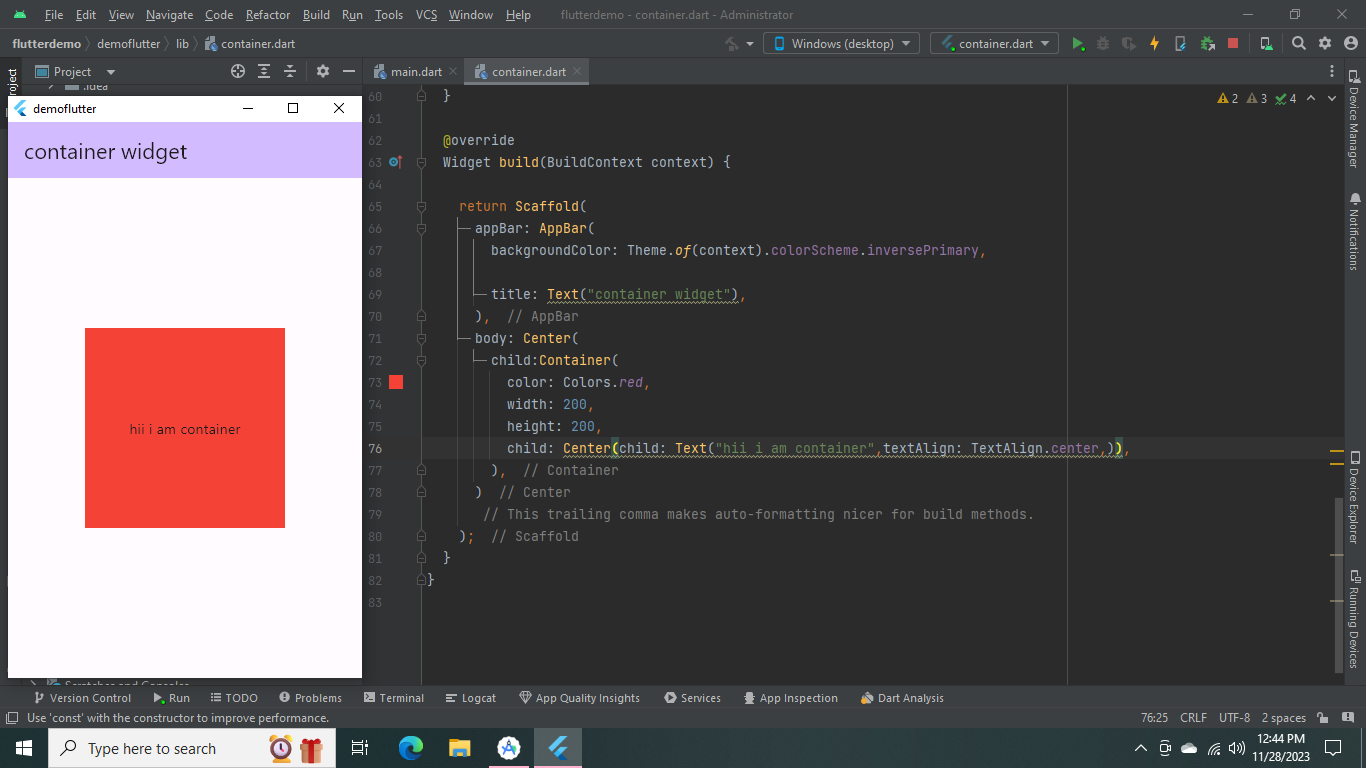 File Edit View Navigate Code Refactor Build Run Tools VCS Window Help flutterdemo - container.dart - Administrator
flutterdemo demoflutter lib container.dart
Windows (desktop) container.dart
Project
main.dart container.dart
.idea
demoflutter
container widget
hii i am container
2 3 4
60 }
61
62 @override
63 Widget build(BuildContext context) {
64
65 return Scaffold(
66 appBar: AppBar(
67 backgroundColor: Theme.of(context).colorScheme.inversePrimary,
68
69 title: Text("container widget"),
70 ), // AppBar
71 body: Center(
72 child:Container(
73 color: Colors.red,
74 width: 200,
75 height: 200,
76 child: Center(child: Text("hii i am container",textAlign: TextAlign.center,)),
77 ), // Container
78 ) // Center
79 // This trailing comma makes auto-formatting nicer for build methods.
80 ); // Scaffold
81 }
82 }
83
Device Manager
Notifications
Device Explorer
Running Devices
Version Control Run TODO Problems Terminal Logcat App Quality Insights Services App Inspection Dart Analysis
Use 'const' with the constructor to improve performance. 76:25 CRLF UTF-8 2 spaces
Type here to search
12:44 PM
11/28/2023